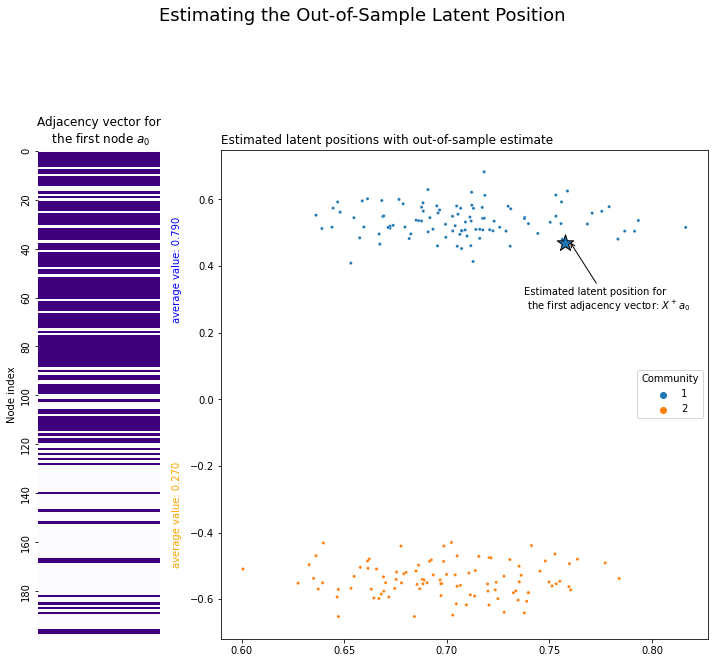 Estimating the Out-of-Sample Latent Position
Adjacency vector for
the first node a₀
Node index
0
20
40
60
80
100
120
140
160
180
average value: 0.790
average value: 0.270
Estimated latent positions with out-of-sample estimate
0.6
0.4
0.2
0.0
−0.2
−0.4
−0.6
Estimated latent position for
the first adjacency vector: X⁺a₀
Community
1
2
0.60
0.65
0.70
0.75
0.80